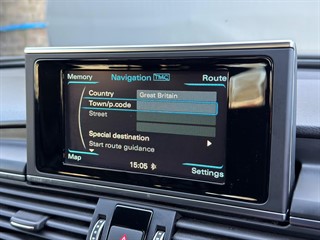 Memory Navigation TMC Route
Country Great Britain
Town/p.code
Street
Special destination
Start route guidance
Map 15:05 Settings